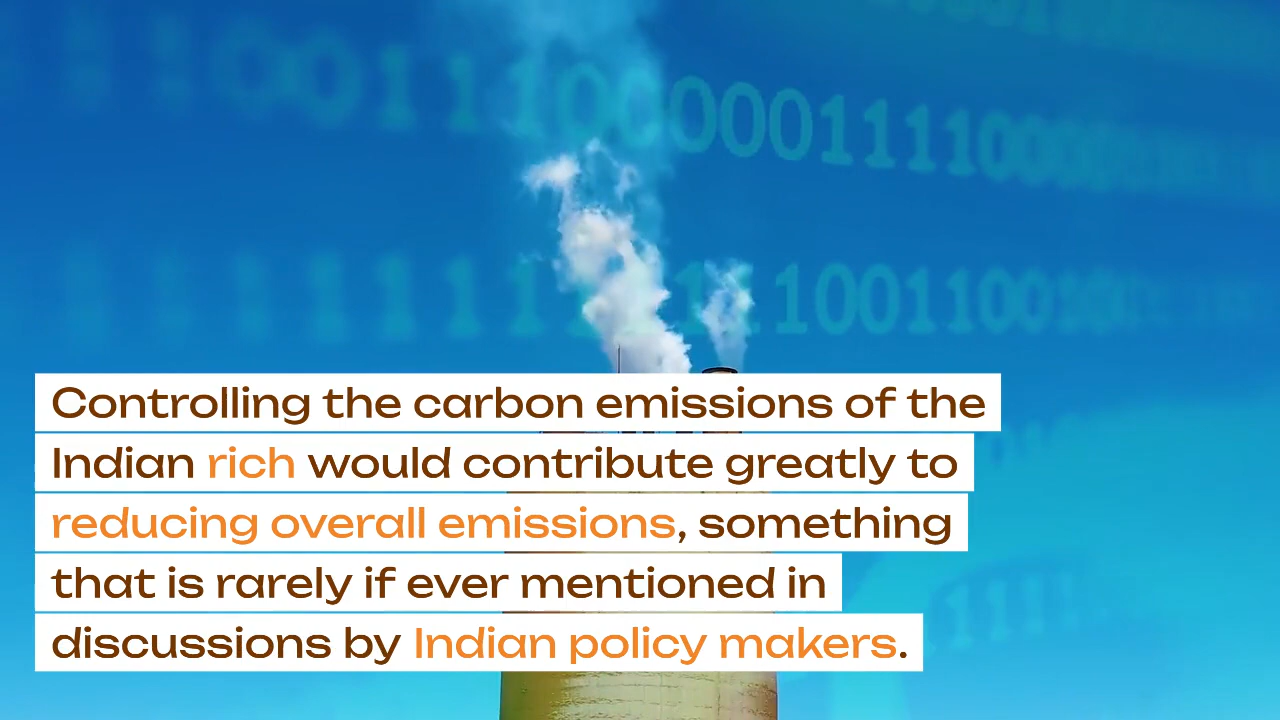 Controlling the carbon emissions of the
Indian rich would contribute greatly to
reducing overall emissions, something
that is rarely if ever mentioned in
discussions by Indian policy makers.